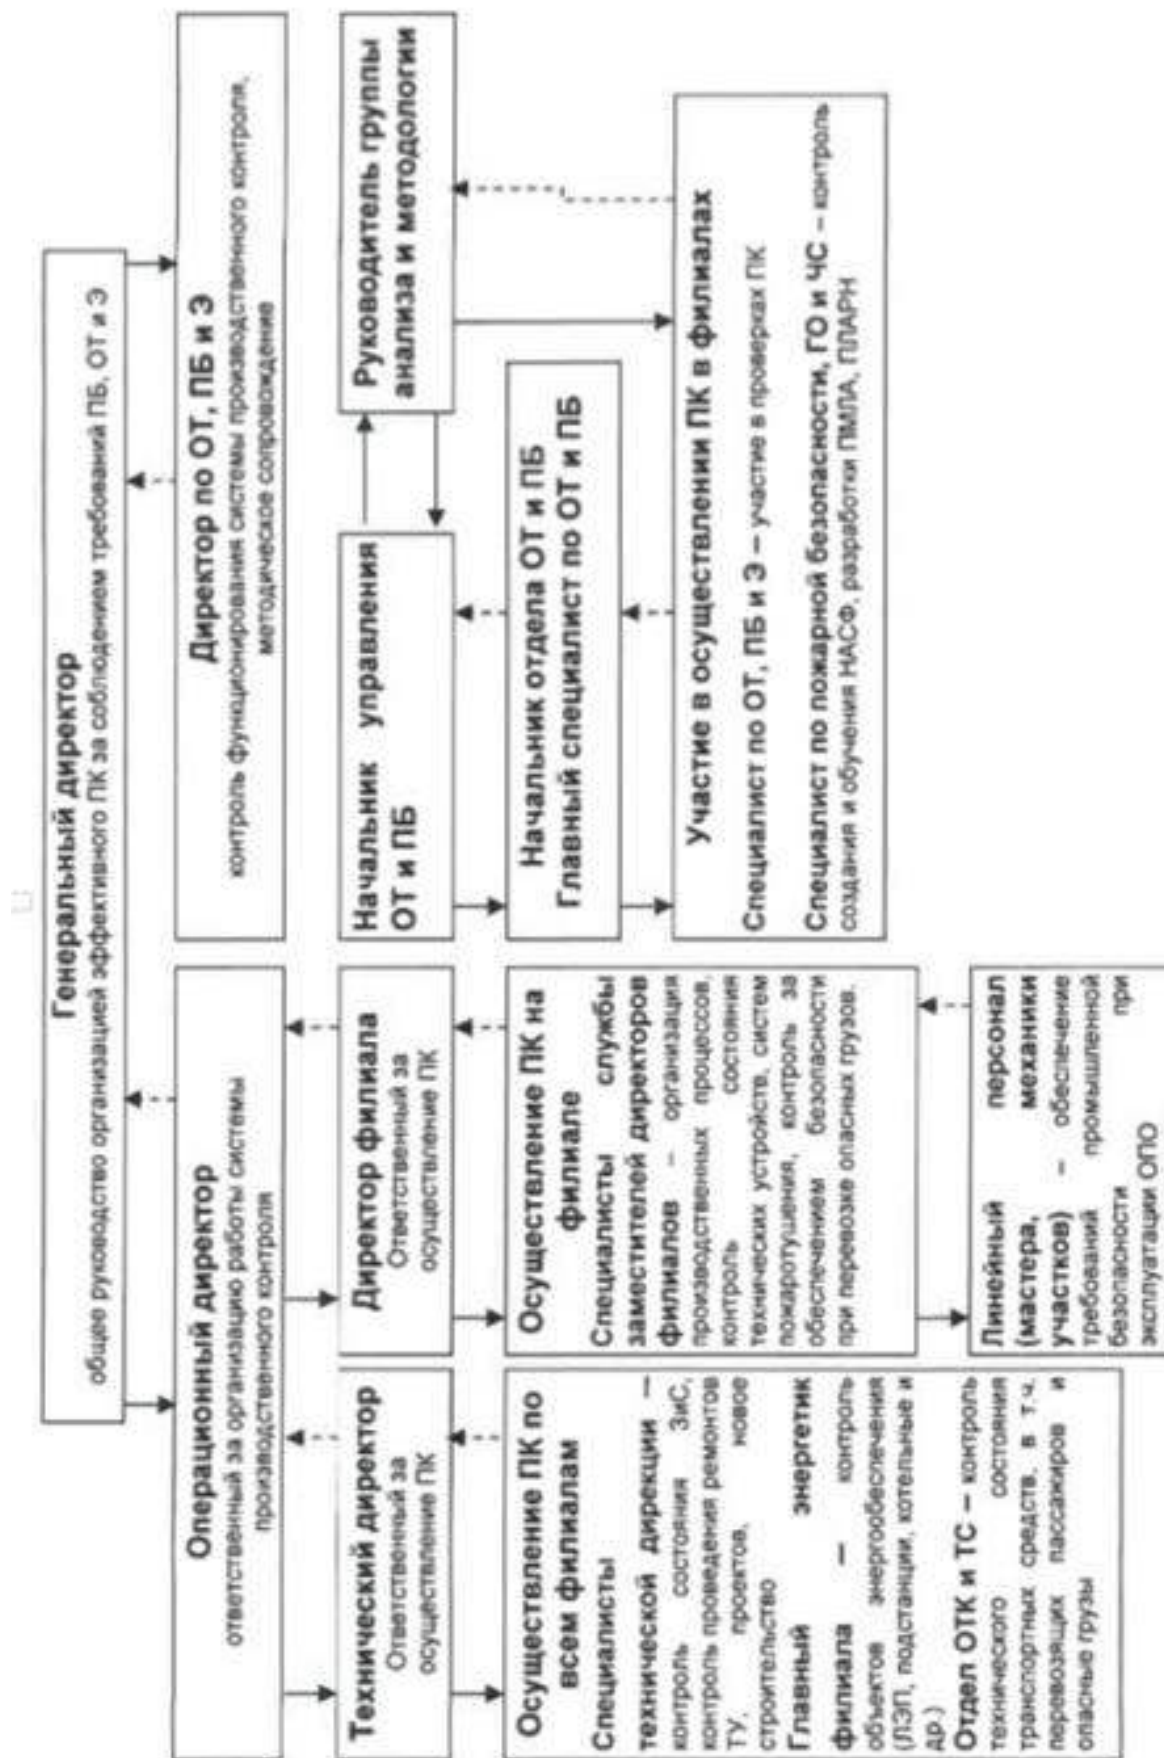 Генеральный директор
общее руководство организацией эффективного ПК за соблюдением требований ПБ, ОТ и Э
Операционный директор
ответственный за организацию работы системы
производственного контроля
Директор по ОТ, ПБ и Э
контроль функционирования системы производственного контроля,
методическое сопровождение
Технический директор
Ответственный за
осуществление ПК
Директор филиала
Ответственный за
осуществление ПК
Начальник управления
ОТ и ПБ
Руководитель группы
анализа и методологии
Осуществление ПК по
всем филиалам
Специалисты
технической дирекции –
контроль состояния ЗиС,
контроль проведения ремонтов
ТУ, проектов, новое
строительство
Главный энергетик
филиала – контроль
объектов энергообеспечения
(ЛЭП, подстанции, котельные и
др.)
Отдел ОТК и ТС – контроль
технического состояния
транспортных средств, в т.ч.
перевозящих пассажиров и
опасные грузы
Осуществление ПК на
филиале
Специалисты службы
заместителей директоров
филиалов – организация
производственных процессов,
контроль состояния
технических устройств, систем
пожаротушения, контроль за
обеспечением безопасности
при перевозке опасных грузов.
Линейный персонал
(мастера, механики
участков) – обеспечение
требований промышленной
безопасности при
эксплуатации ОПО
Начальник отдела ОТ и ПБ
Главный специалист по ОТ и ПБ
Участие в осуществлении ПК в филиалах
Специалист по ОТ, ПБ и Э – участие в проверках ПК
Специалист по пожарной безопасности, ГО и ЧС – контроль
создания и обучения НАСФ, разработки ПМЛА, ПЛАРН